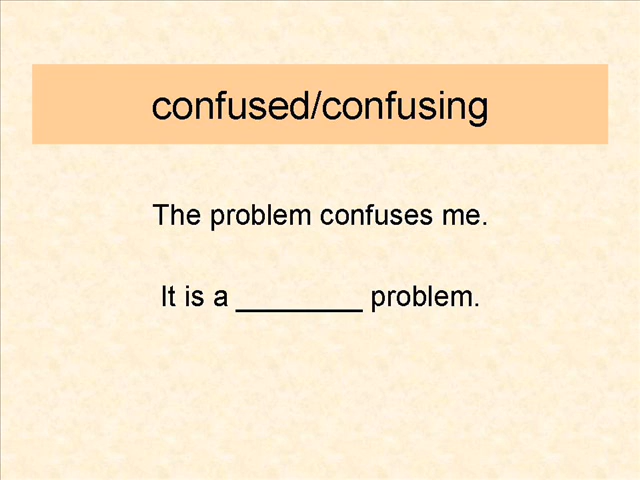 confused/confusing
The problem confuses me.
It is a ________ problem.